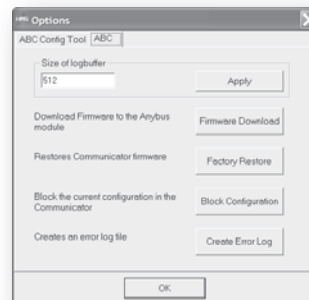 HMS Options
ABC Config Tool ABC
Size of logbuffer
512
Apply
Download Firmware to the Anybus
module
Firmware Download
Restores Communicator firmware
Factory Restore
Block the current configuration in the
Communicator
Block Configuration
Creates an error log file
Create Error Log
OK